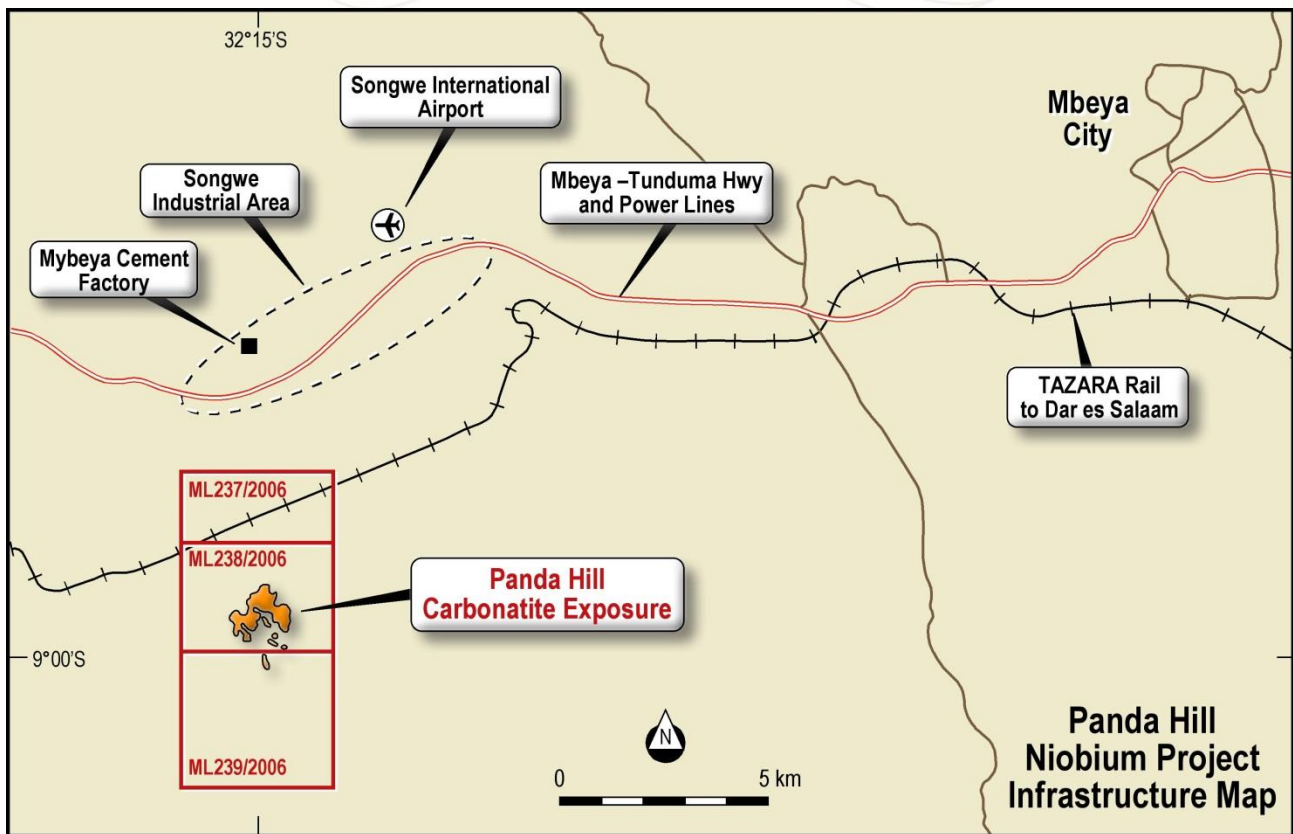 32°15'S
Songwe International
Airport
Mbeya
City
Songwe
Industrial Area
Mbeya –Tunduma Hwy
and Power Lines
Mybeya Cement
Factory
TAZARA Rail
to Dar es Salaam
ML237/2006
ML238/2006
Panda Hill
Carbonatite Exposure
9°00'S
ML239/2006
N
0 5 km
Panda Hill
Niobium Project
Infrastructure Map